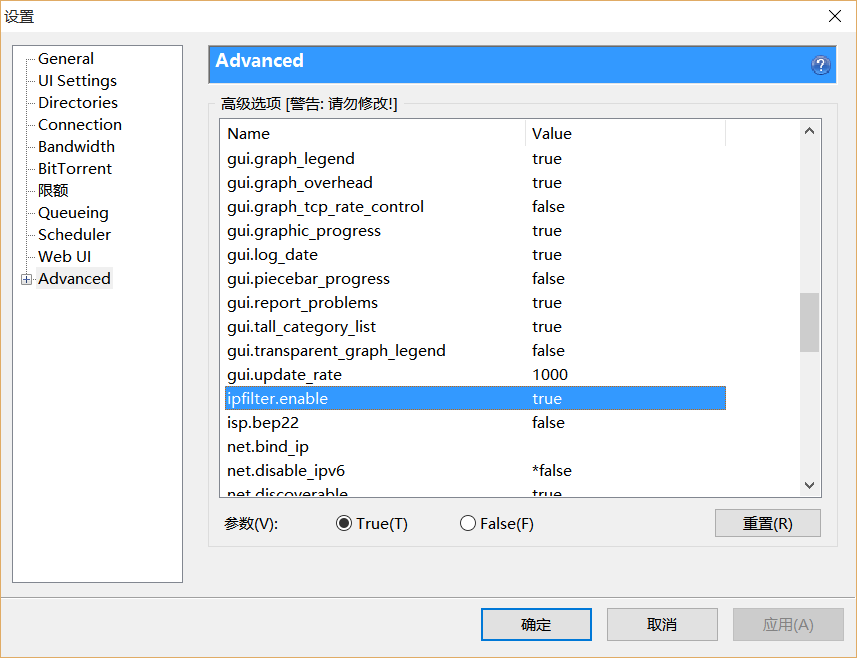 设置
General
UI Settings
Directories
Connection
Bandwidth
BitTorrent
限额
Queueing
Scheduler
Web UI
Advanced
Advanced
?
高级选项 [警告: 请勿修改!]
Name Value
gui.graph_legend true
gui.graph_overhead true
gui.graph_tcp_rate_control false
gui.graphic_progress true
gui.log_date true
gui.piecebar_progress false
gui.report_problems true
gui.tall_category_list true
gui.transparent_graph_legend false
gui.update_rate 1000
ipfilter.enable true
isp.bep22 false
net.bind_ip
net.disable_ipv6 *false
net.discoverable true
参数(V): True(T) False(F) 重置(R)
确定 取消 应用(A)